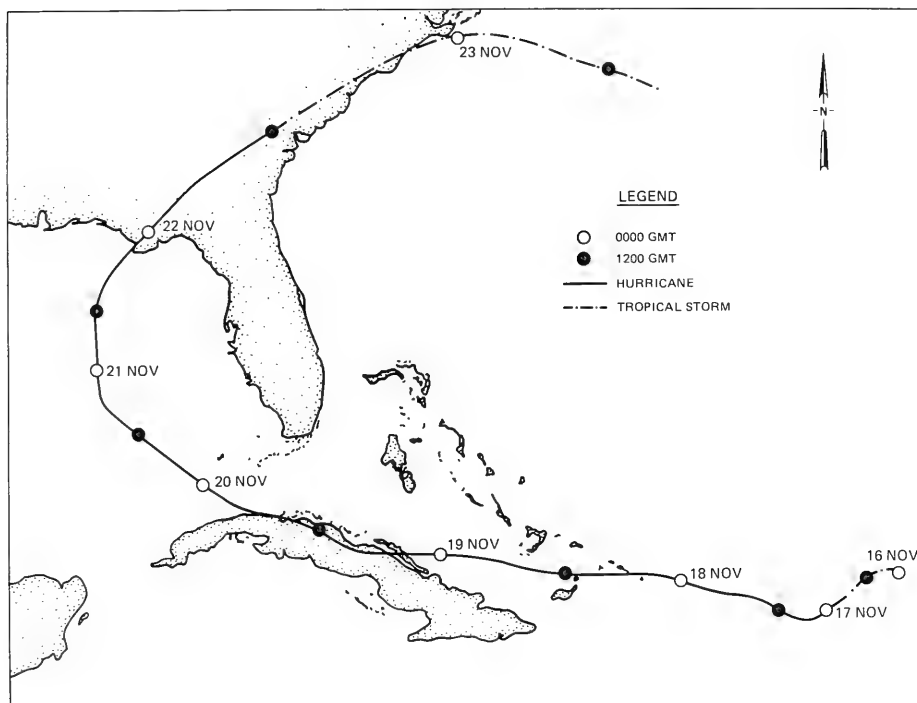 23 NOV
-N-
LEGEND
0000 GMT
1200 GMT
HURRICANE
TROPICAL STORM
22 NOV
21 NOV
20 NOV
19 NOV
18 NOV
16 NOV
17 NOV